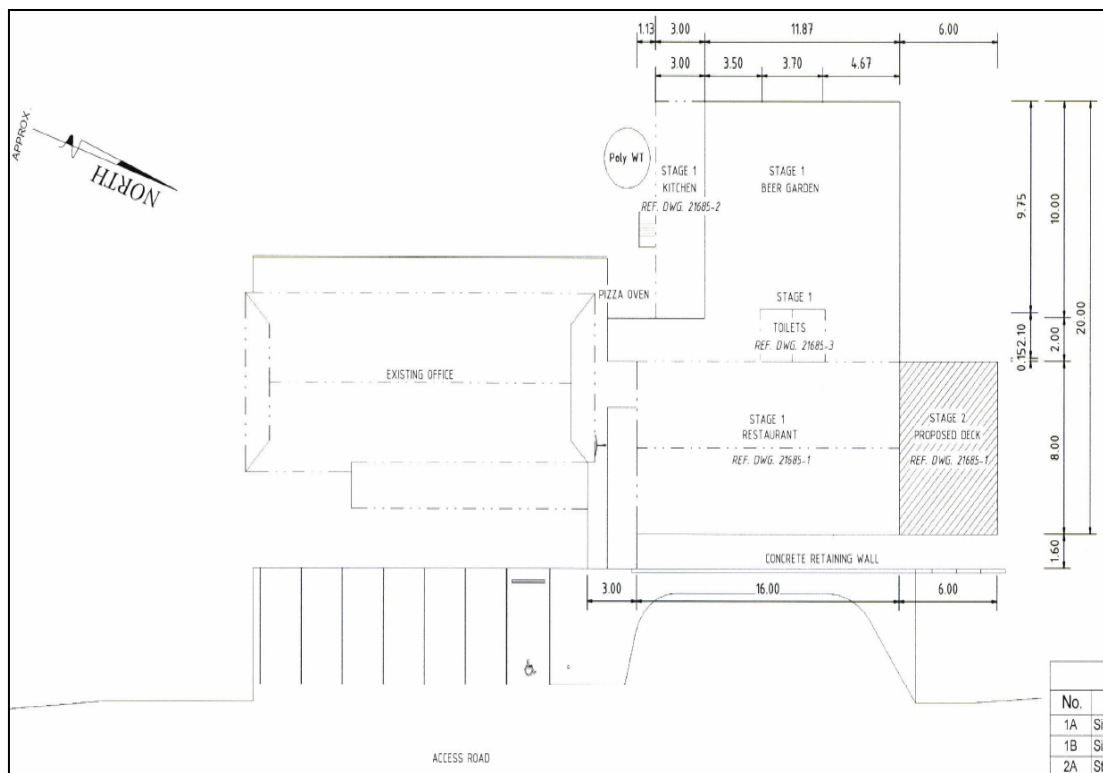 1.13 3.00 11.87 6.00
3.00 3.50 3.70 4.67
APPROX.
NORTH
Poly WT
STAGE 1
KITCHEN
REF. DWG. 21685-2
STAGE 1
BEER GARDEN
9.75
10.00
20.00
PIZZA OVEN
STAGE 1
TOILETS
REF. DWG. 21685-3
2.10
0.15
2.00
EXISTING OFFICE
STAGE 1
RESTAURANT
REF. DWG. 21685-1
STAGE 2
PROPOSED DECK
REF. DWG. 21685-1
8.00
1.60
CONCRETE RETAINING WALL
3.00 16.00 6.00
No.
1A Si
1B Si
2A St
ACCESS ROAD